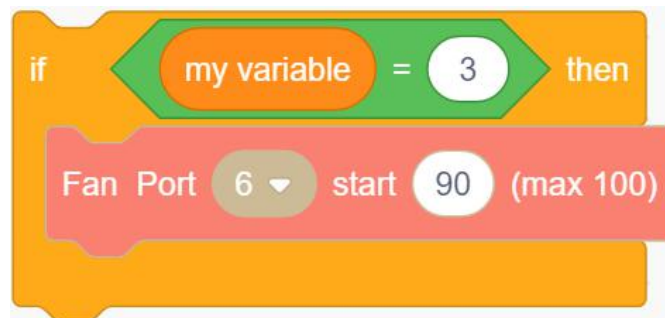 if my variable = 3 then
Fan Port 6 start 90 (max 100)